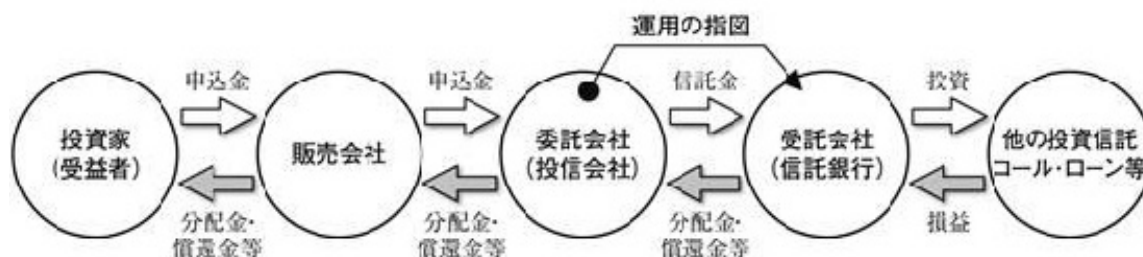 運用の指図
申込金
申込金
信託金
投資
投資家
(受益者)
販売会社
委託会社
(投信会社)
受託会社
(信託銀行)
他の投資信託
コール・ローン等
分配金・
償還金等
分配金・
償還金等
分配金・
償還金等
損益